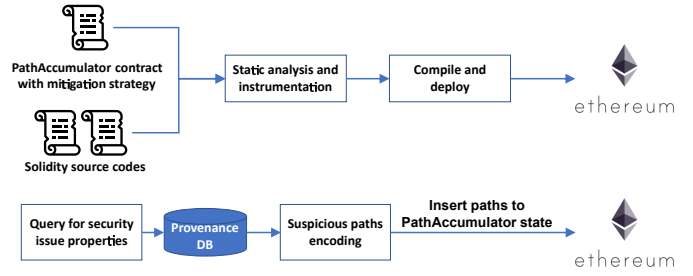 PathAccumulator contract
with mitigation strategy
Static analysis and
instrumentation
Compile and
deploy
ethereum
Solidity source codes
Query for security
issue properties
Provenance
DB
Suspicious paths
encoding
Insert paths to
PathAccumulator state
ethereum